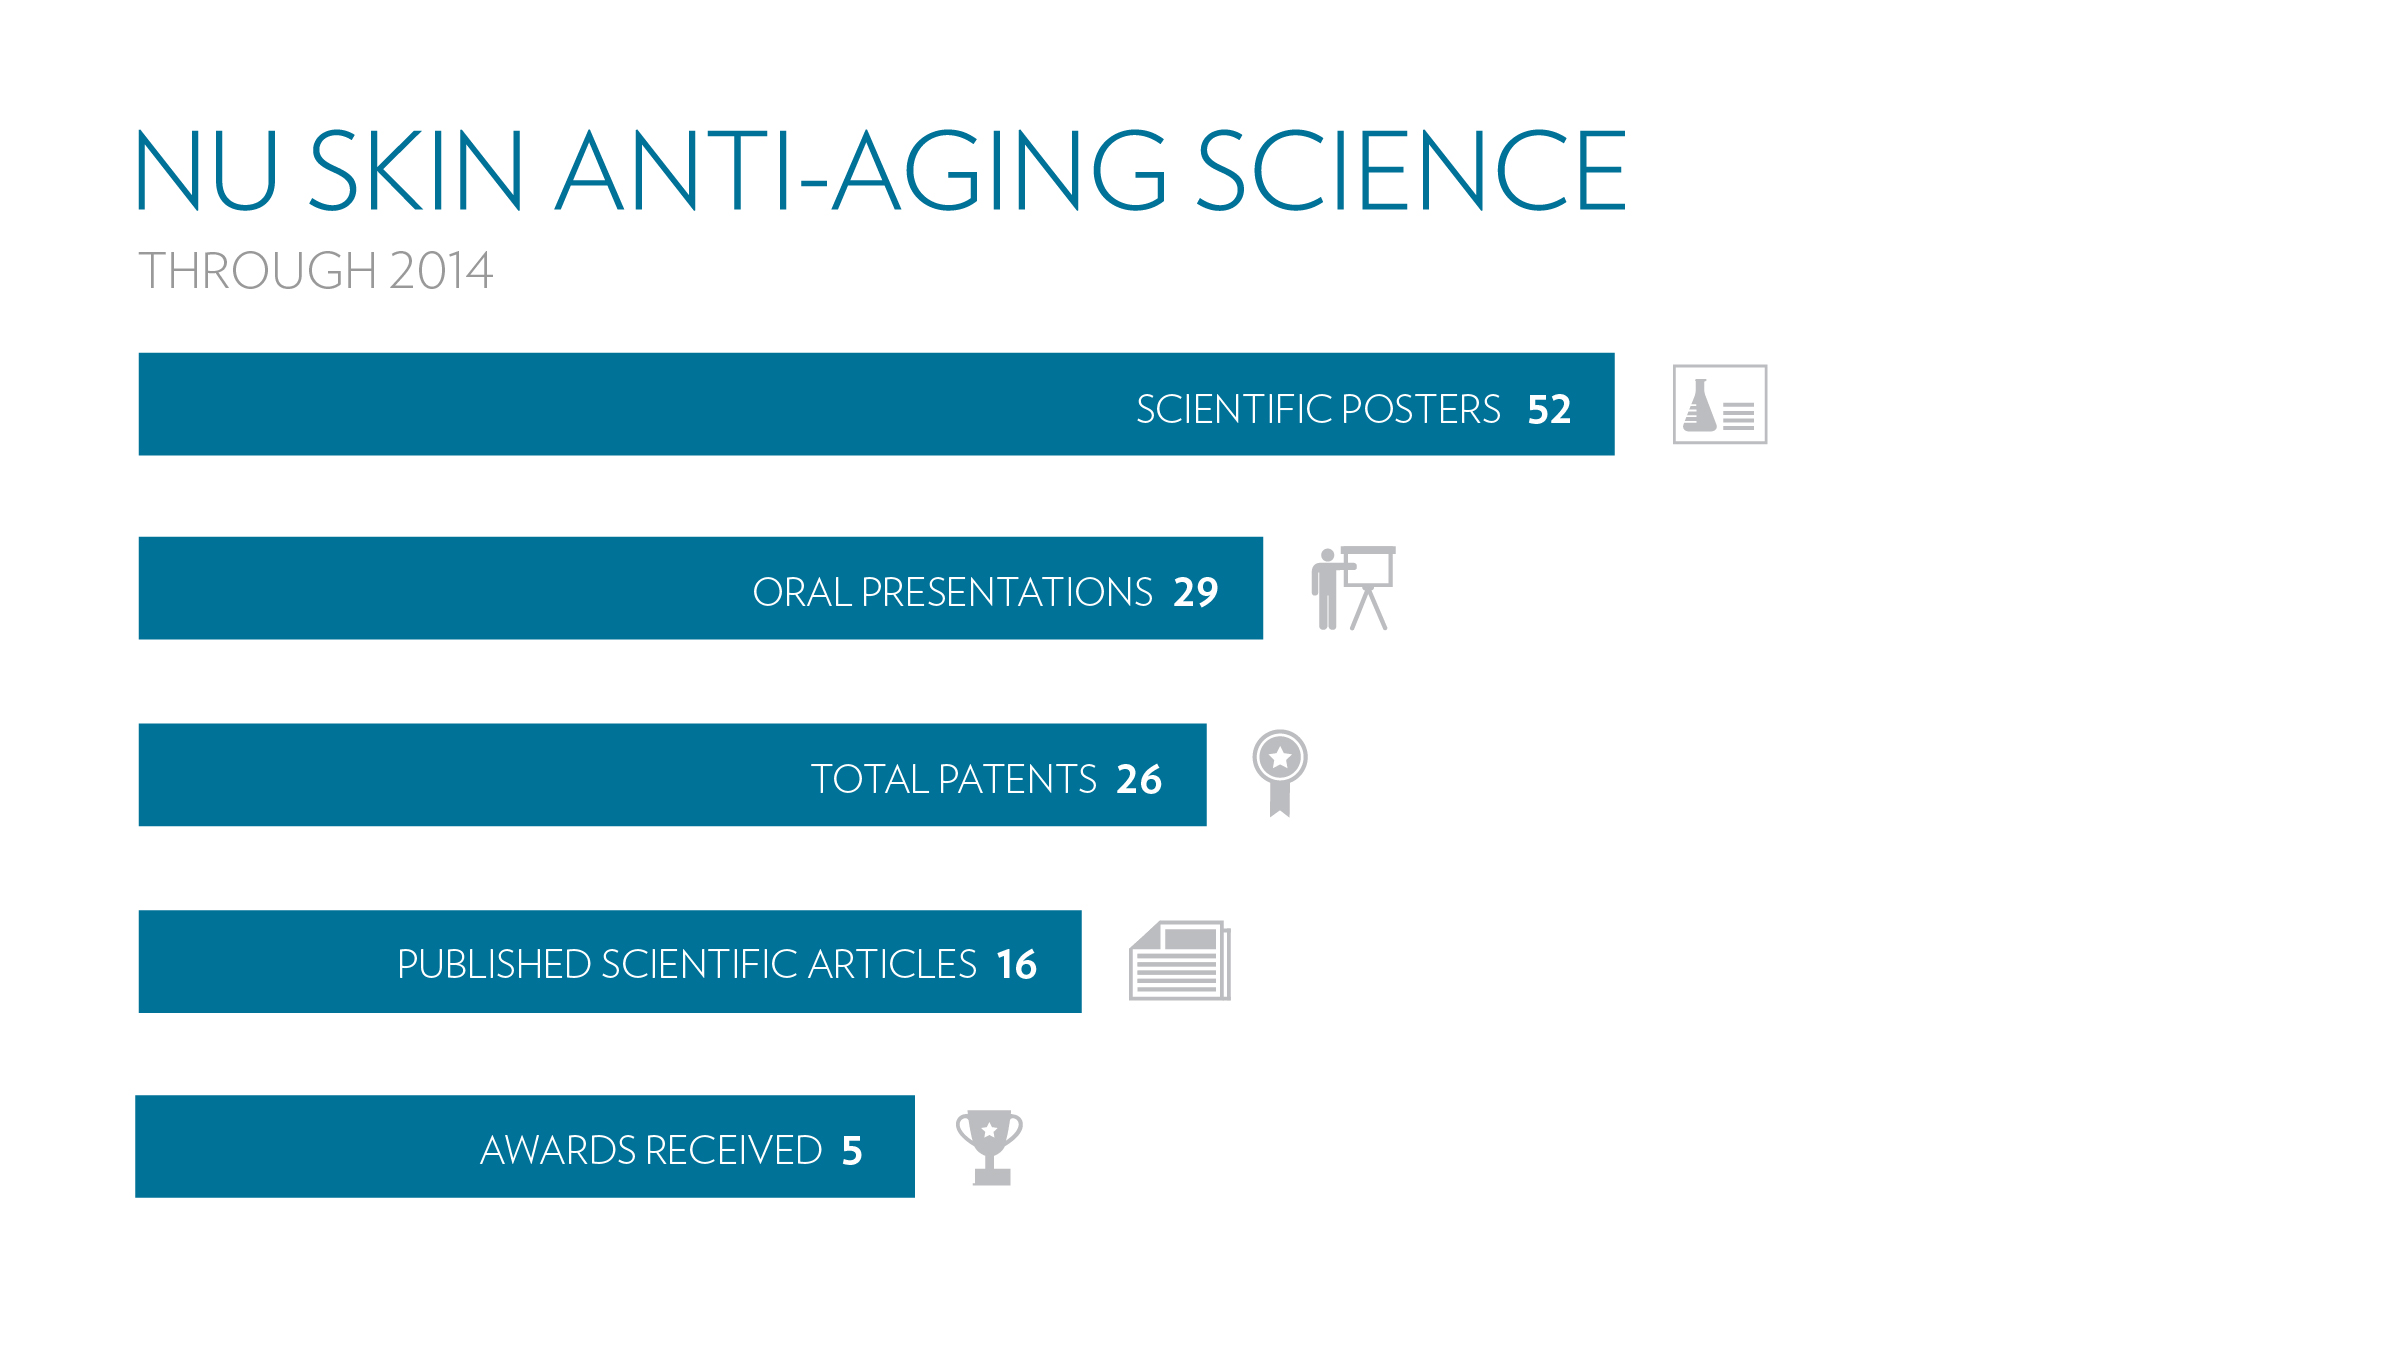 NU SKIN ANTI-AGING SCIENCE
THROUGH 2014
SCIENTIFIC POSTERS 52
ORAL PRESENTATIONS 29
TOTAL PATENTS 26
PUBLISHED SCIENTIFIC ARTICLES 16
AWARDS RECEIVED 5